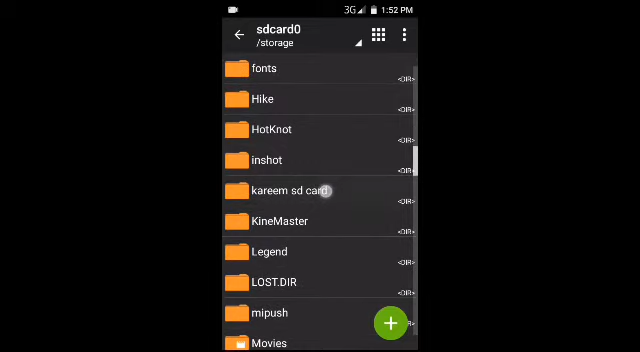 3G 1:52 PM
sdcard0
/storage
fonts
<DIR>
Hike
<DIR>
HotKnot
<DIR>
inshot
<DIR>
kareem sd card
<DIR>
KineMaster
<DIR>
Legend
<DIR>
LOST.DIR
<DIR>
mipush
Movies